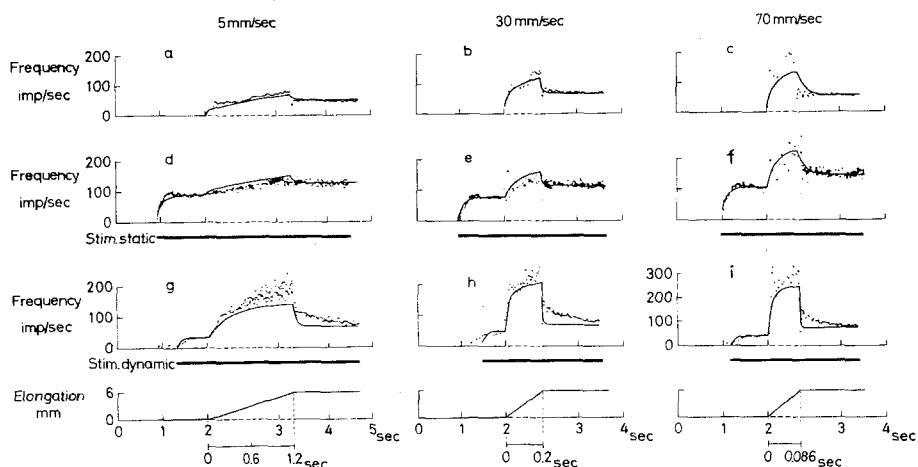 5mm/sec 30 mm/sec 70 mm/sec
a b c
Frequency
imp/sec
200
100
0
d e f
Frequency
imp/sec
200
100
0
Stim.static
g h i
Frequency
imp/sec
200
100
0
300
200
100
0
Stim.dynamic
Elongation
mm
6
0
0 1 2 3 4 5 sec
0 1 2 3 4 sec
0 1 2 3 4 sec
0 0.6 1.2 sec
0 0.2 sec
0 0.086 sec